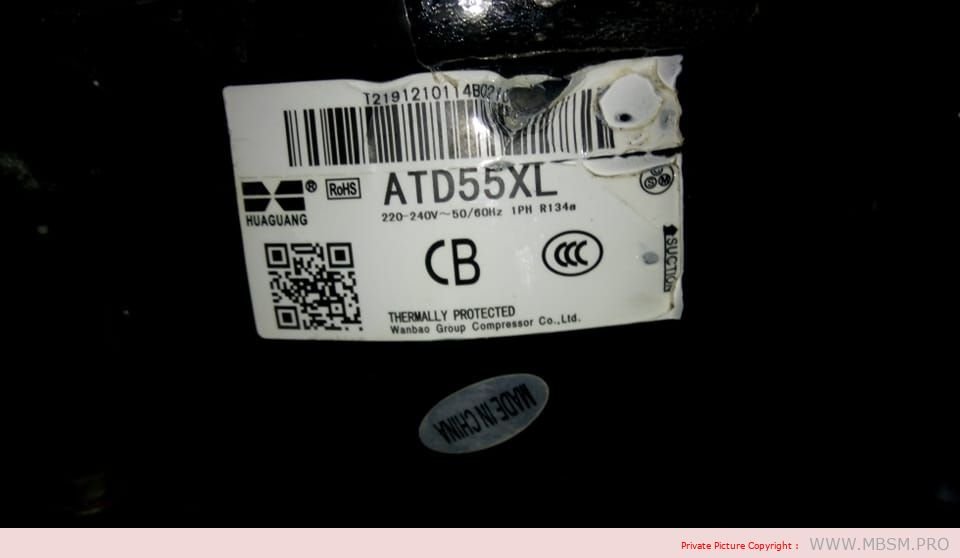 HUAGUANG
®
RoHS
ATD55XL
220-240V~50/60Hz 1PH R134a
CB
CCC
SUCTION
THERMALLY PROTECTED
Wanbao Group Compressor Co.,Ltd.
MADE IN CHINA
Private Picture Copyright :
WWW.MBSM.PRO